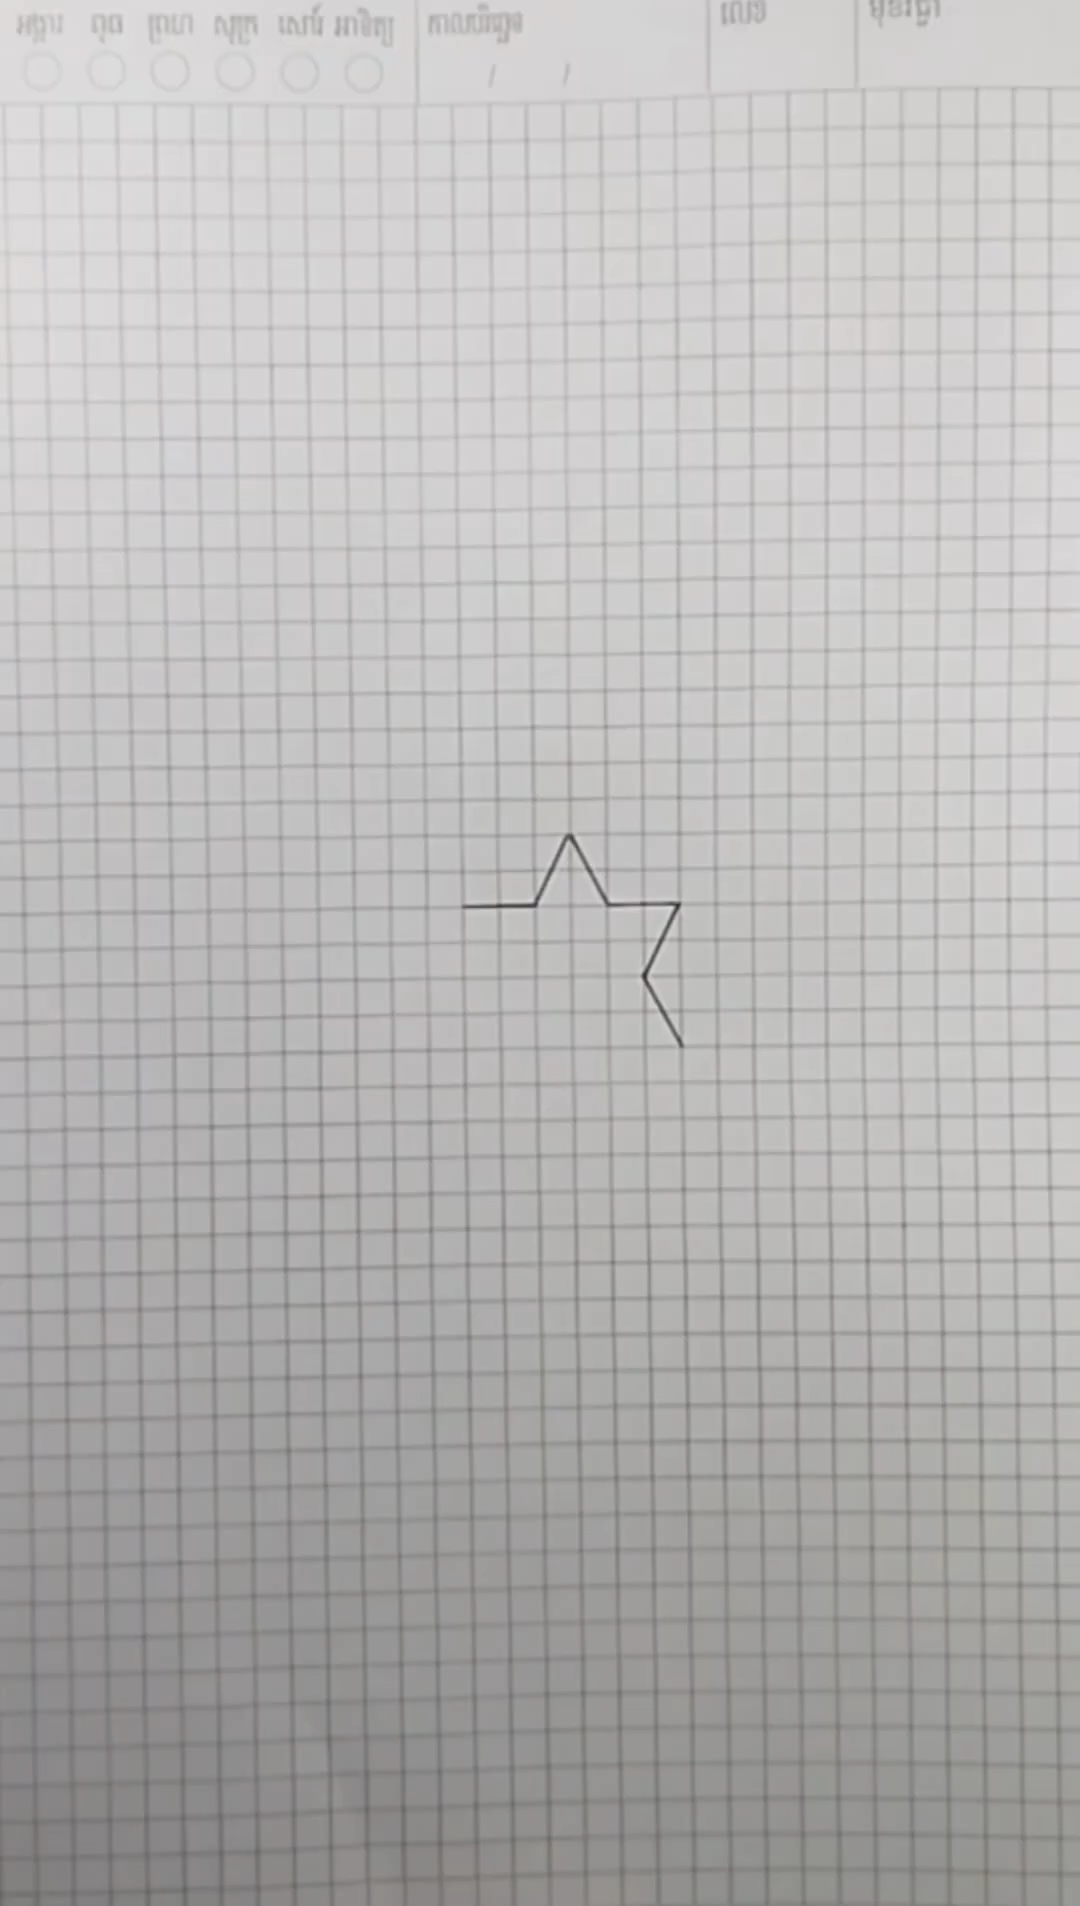 អង្គារ ពុធ ព្រហ សុក្រ សៅរ៍ អាទិត្យ
កាលបរិច្ឆេទ
/ /
លេខ
មុខវិជ្ជា